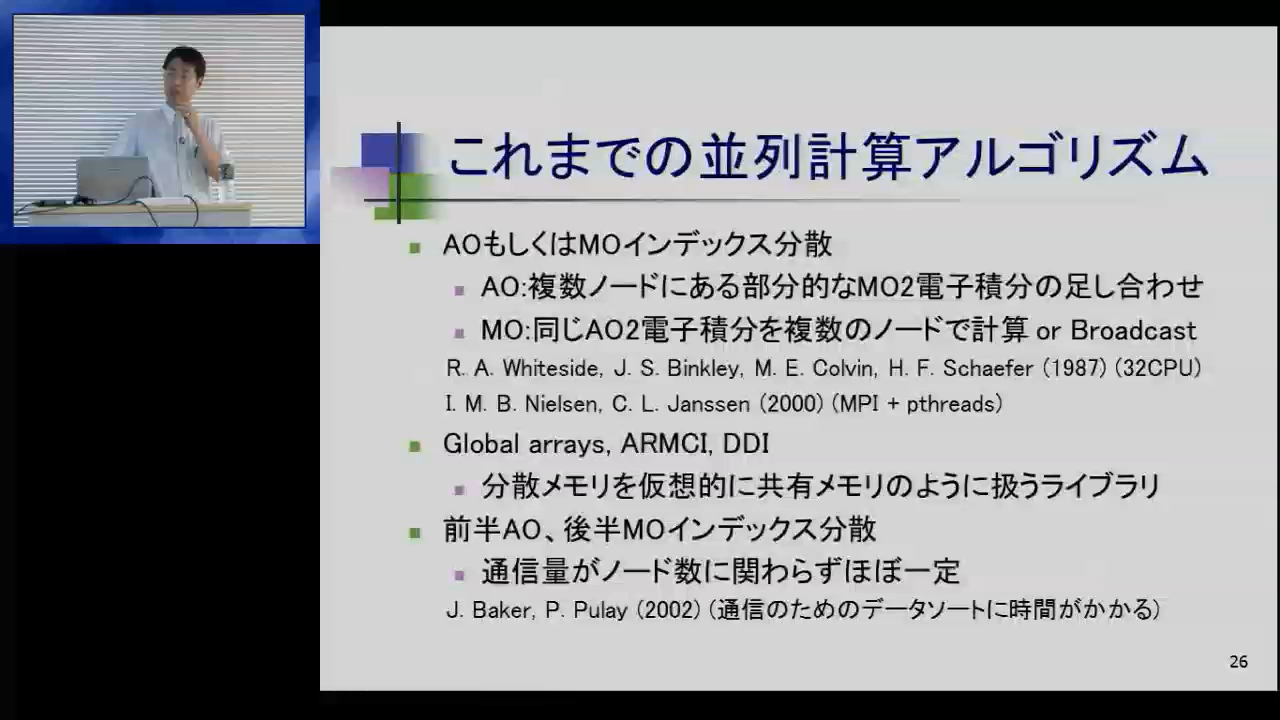 これまでの並列計算アルゴリズム
AOもしくはMOインデックス分散
AO:複数ノードにある部分的なMO2電子積分の足し合わせ
MO:同じAO2電子積分を複数のノードで計算 or Broadcast
R. A. Whiteside, J. S. Binkley, M. E. Colvin, H. F. Schaefer (1987) (32CPU)
I. M. B. Nielsen, C. L. Janssen (2000) (MPI + pthreads)
Global arrays, ARMCI, DDI
分散メモリを仮想的に共有メモリのように扱うライブラリ
前半AO、後半MOインデックス分散
通信量がノード数に関わらずほぼ一定
J. Baker, P. Pulay (2002) (通信のためのデータソートに時間がかかる)
26